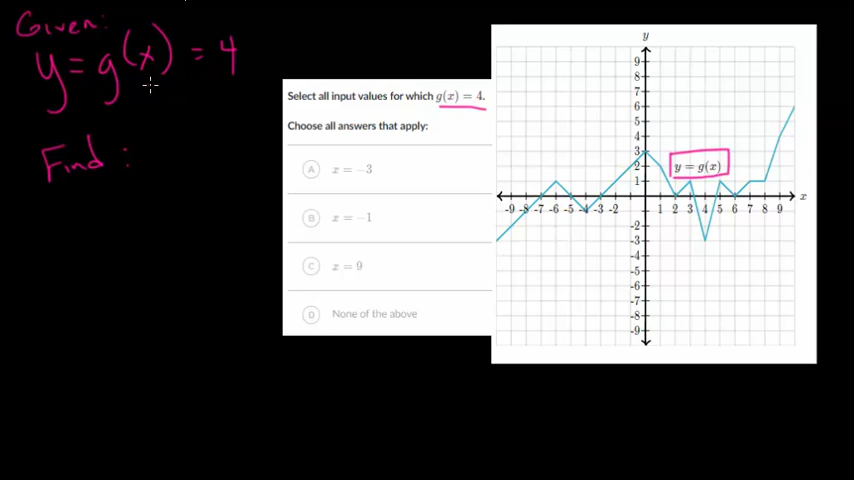 Given:
y = g(x) = 4
Find:
Select all input values for which g(x) = 4.
Choose all answers that apply:
A x = −3
B x = −1
C x = 9
D None of the above
y
9
8
7
6
5
4
3
2
1
y = g(x)
x
-9 -8 -7 -6 -5 -4 -3 -2 1 2 3 4 5 6 7 8 9
-2
-3
-4
-5
-6
-7
-8
-9